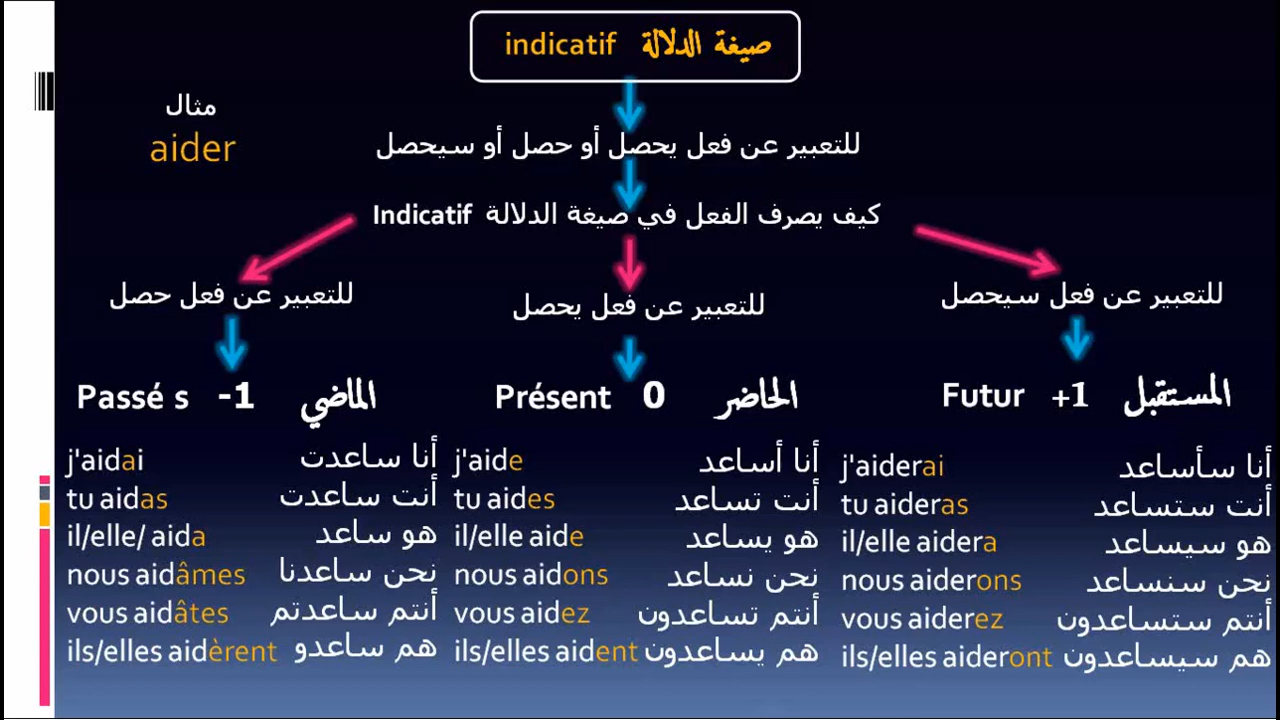 صيغة الدلالة indicatif
مثال
aider
للتعبير عن فعل يحصل أو حصل أو سيحصل
كيف يصرف الفعل في صيغة الدلالة Indicatif
للتعبير عن فعل حصل
للتعبير عن فعل يحصل
للتعبير عن فعل سيحصل
Passé s -1 الماضي
j'aidai أنا ساعدت
tu aidas أنت ساعدت
il/elle/ aida هو ساعد
nous aidâmes نحن ساعدنا
vous aidâtes أنتم ساعدتم
ils/elles aidèrent هم ساعدو
Présent 0 الحاضر
j'aide أنا أساعد
tu aides أنت تساعد
il/elle aide هو يساعد
nous aidons نحن نساعد
vous aidez أنتم تساعدون
ils/elles aident هم يساعدون
Futur +1 المستقبل
j'aiderai أنا سأساعد
tu aideras أنت ستساعد
il/elle aidera هو سيساعد
nous aiderons نحن سنساعد
vous aiderez أنتم ستساعدون
ils/elles aideront هم سيساعدون